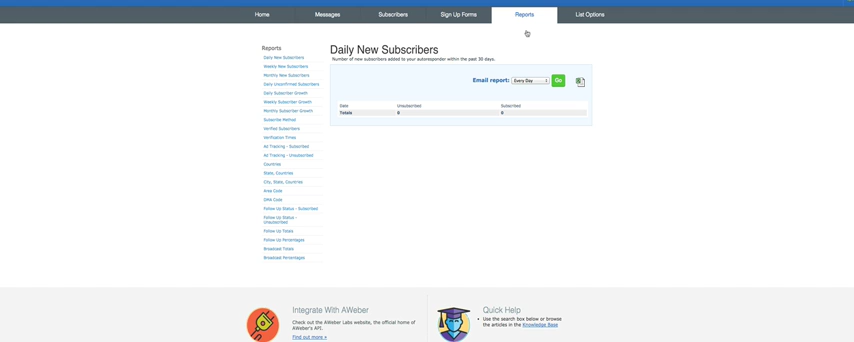 Home Messages Subscribers Sign Up Forms Reports List Options
Reports
Daily New Subscribers
Weekly New Subscribers
Monthly New Subscribers
Daily Unconfirmed Subscribers
Daily Subscriber Growth
Weekly Subscriber Growth
Monthly Subscriber Growth
Subscribe Method
Verified Subscribers
Verification Times
Ad Tracking - Subscribed
Ad Tracking - Unsubscribed
Countries
State, Countries
City, State, Countries
Area Code
DMA Code
Follow Up Status - Subscribed
Follow Up Status -
Unsubscribed
Follow Up Totals
Follow Up Percentages
Broadcast Totals
Broadcast Percentages
Daily New Subscribers
Number of new subscribers added to your autoresponder within the past 30 days.
Email report: Every Day Go
Date Unsubscribed Subscribed
Totals 0 0
Integrate With AWeber
Check out the AWeber Labs website, the official home of
AWeber's API.
Find out more »
Quick Help
Use the search box below or browse
the articles in the Knowledge Base